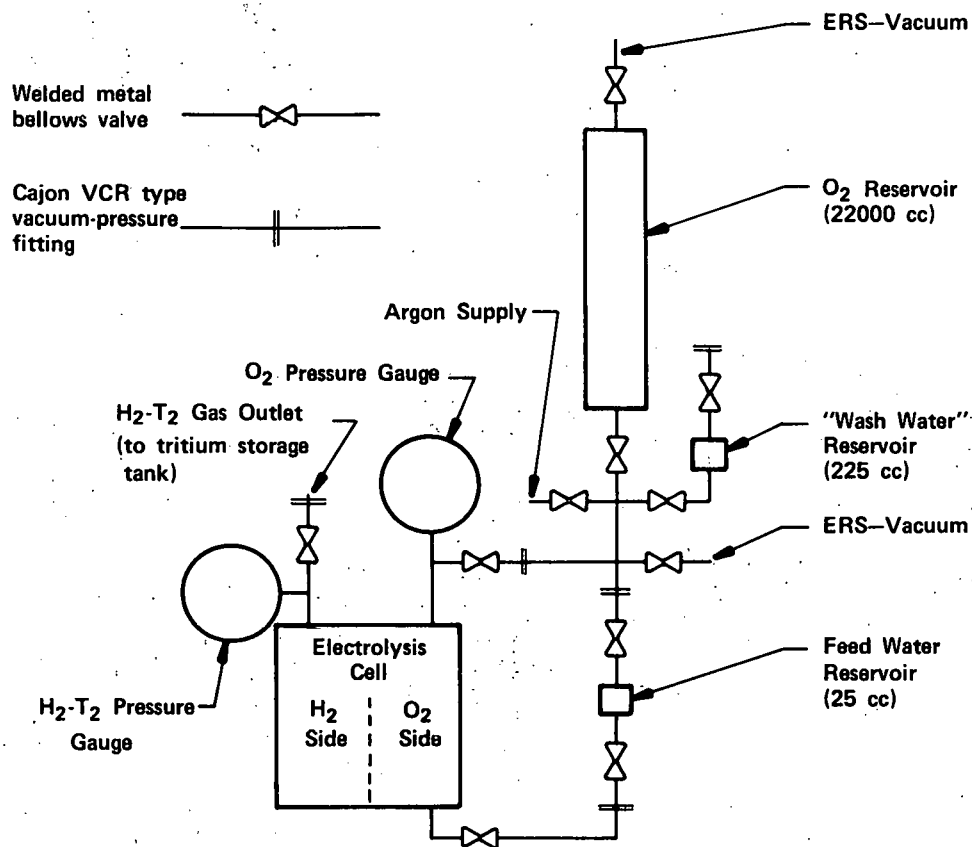 ERS–Vacuum
Welded metal
bellows valve
Cajon VCR type
vacuum-pressure
fitting
O2 Reservoir
(22000 cc)
Argon Supply
O2 Pressure Gauge
H2-T2 Gas Outlet
(to tritium storage
tank)
"Wash Water"
Reservoir
(225 cc)
ERS–Vacuum
Electrolysis
Cell
H2
Side
O2
Side
Feed Water
Reservoir
(25 cc)
H2-T2 Pressure
Gauge